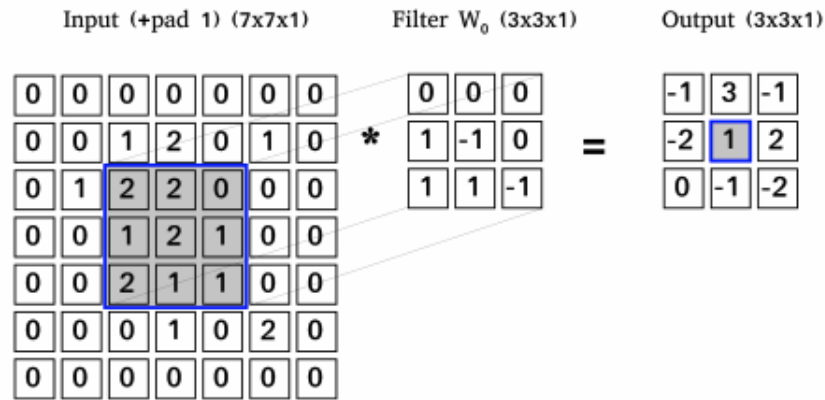 Input (+pad 1) (7x7x1) Filter W0 (3x3x1) Output (3x3x1)
0 0 0 0 0 0 0 0 0 0 -1 3 -1
0 0 1 2 0 1 0 * 1 -1 0 = -2 1 2
0 1 2 2 0 0 0 1 1 -1 0 -1 -2
0 0 1 2 1 0 0
0 0 2 1 1 0 0
0 0 0 1 0 2 0
0 0 0 0 0 0 0